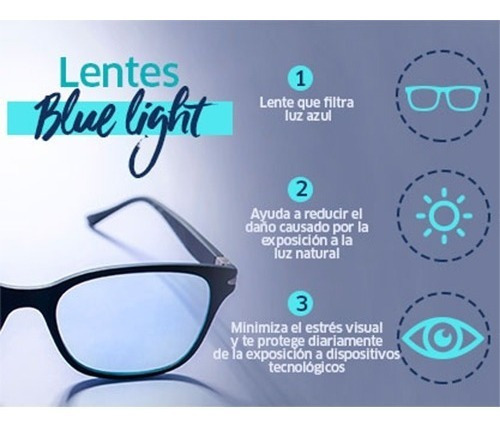 Lentes
Blue light
1
Lente que filtra
luz azul
2
Ayuda a reducir el
daño causado por la
exposición a la
luz natural
3
Minimiza el estrés visual
y te protege diariamente
de la exposición a dispositivos
tecnológicos